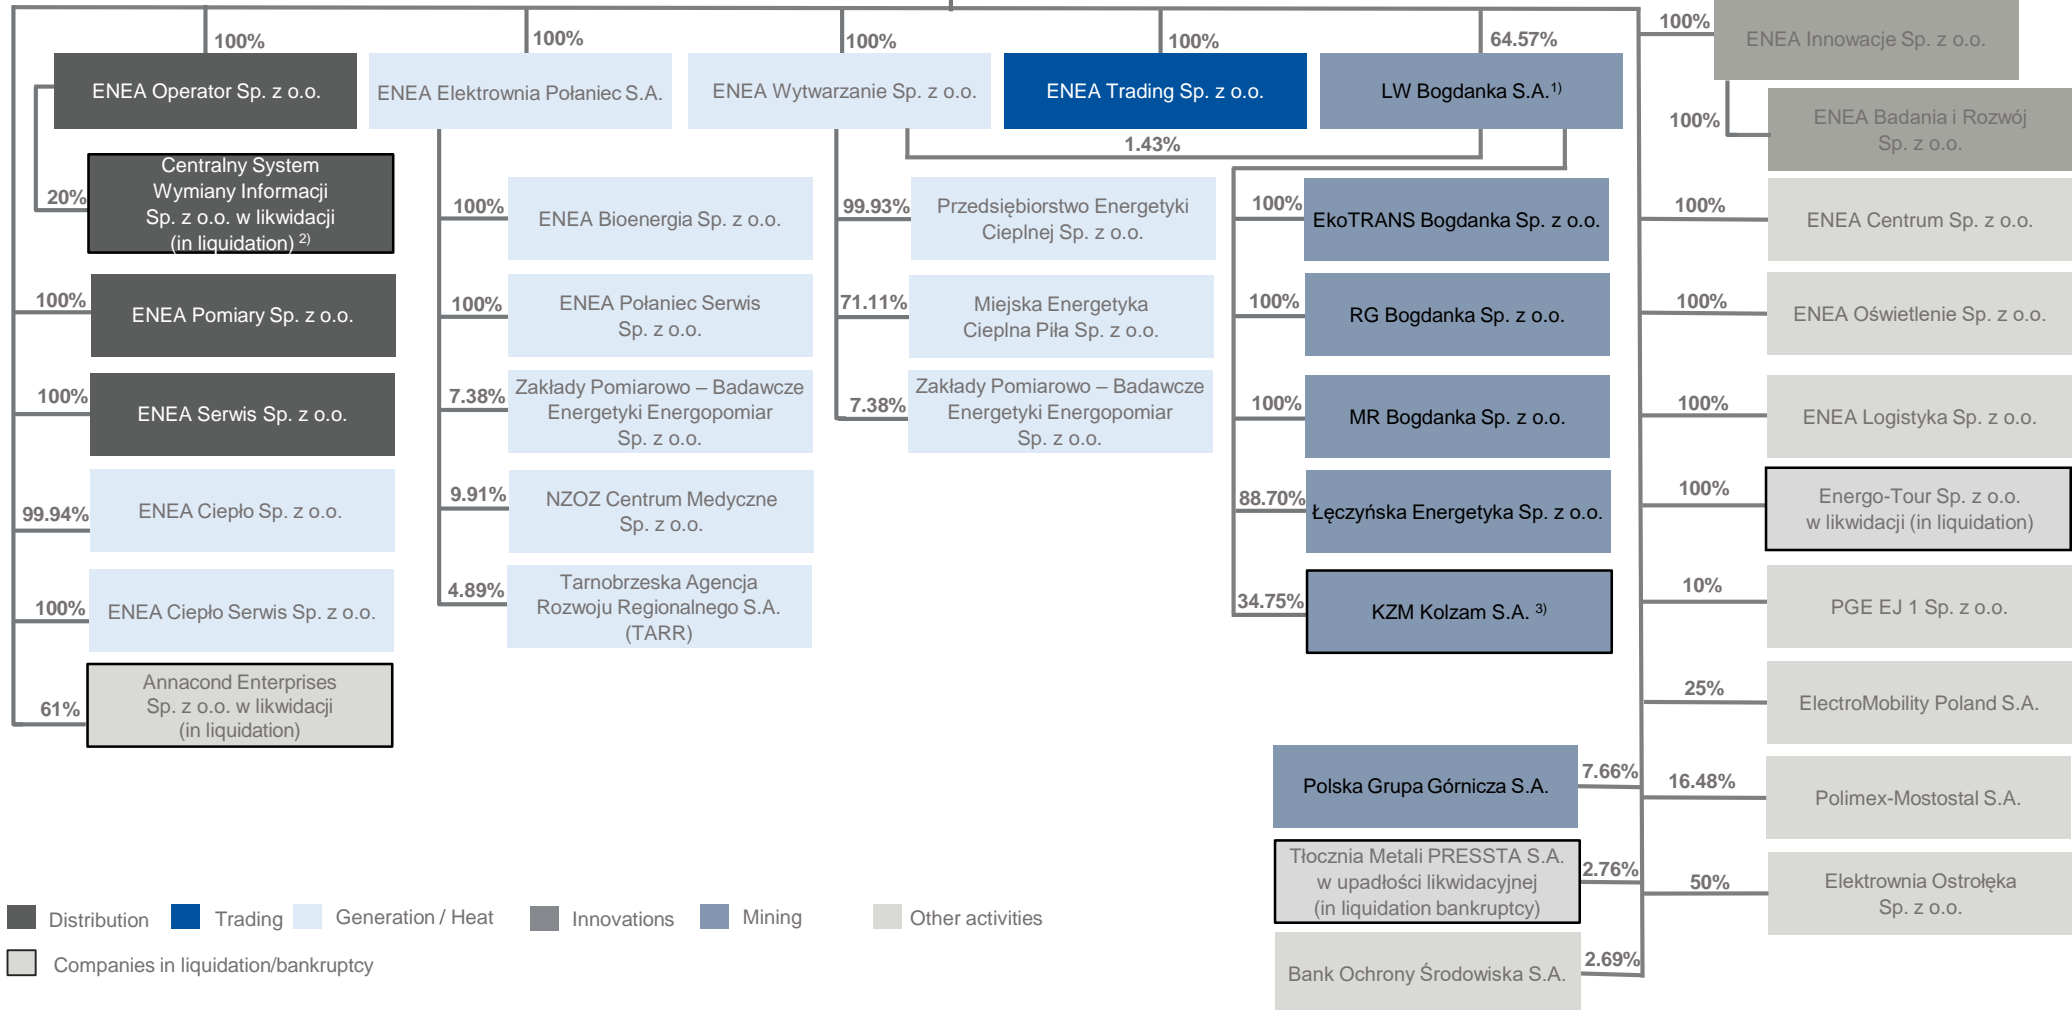 100%
100%
100%
100%
64.57%
100%
ENEA Innowacje Sp. z o.o.
ENEA Operator Sp. z o.o.
ENEA Elektrownia Połaniec S.A.
ENEA Wytwarzanie Sp. z o.o.
ENEA Trading Sp. z o.o.
LW Bogdanka S.A.1)
100%
ENEA Badania i Rozwój
Sp. z o.o.
1.43%
20%
Centralny System
Wymiany Informacji
Sp. z o.o. w likwidacji
(in liquidation) 2)
100%
ENEA Pomiary Sp. z o.o.
100%
ENEA Serwis Sp. z o.o.
99.94%
ENEA Ciepło Sp. z o.o.
100%
ENEA Ciepło Serwis Sp. z o.o.
61%
Annacond Enterprises
Sp. z o.o. w likwidacji
(in liquidation)
100%
ENEA Bioenergia Sp. z o.o.
100%
ENEA Połaniec Serwis
Sp. z o.o.
7.38%
Zakłady Pomiarowo – Badawcze
Energetyki Energopomiar
Sp. z o.o.
9.91%
NZOZ Centrum Medyczne
Sp. z o.o.
4.89%
Tarnobrzeska Agencja
Rozwoju Regionalnego S.A.
(TARR)
99.93%
Przedsiębiorstwo Energetyki
Cieplnej Sp. z o.o.
71.11%
Miejska Energetyka
Cieplna Piła Sp. z o.o.
7.38%
Zakłady Pomiarowo – Badawcze
Energetyki Energopomiar
Sp. z o.o.
100%
EkoTRANS Bogdanka Sp. z o.o.
100%
RG Bogdanka Sp. z o.o.
100%
MR Bogdanka Sp. z o.o.
88.70%
Łęczyńska Energetyka Sp. z o.o.
34.75%
KZM Kolzam S.A. 3)
100%
ENEA Centrum Sp. z o.o.
100%
ENEA Oświetlenie Sp. z o.o.
100%
ENEA Logistyka Sp. z o.o.
100%
Energo-Tour Sp. z o.o.
w likwidacji (in liquidation)
10%
PGE EJ 1 Sp. z o.o.
25%
ElectroMobility Poland S.A.
16.48%
Polimex-Mostostal S.A.
50%
Elektrownia Ostrołęka
Sp. z o.o.
Polska Grupa Górnicza S.A.
7.66%
Tłocznia Metali PRESSTA S.A.
w upadłości likwidacyjnej
(in liquidation bankruptcy)
2.76%
Bank Ochrony Środowiska S.A.
2.69%
Distribution
Trading
Generation / Heat
Innovations
Mining
Other activities
Companies in liquidation/bankruptcy